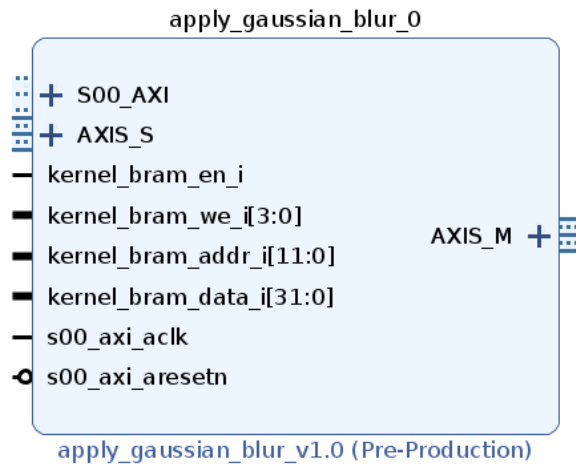 apply_gaussian_blur_0
S00_AXI
AXIS_S
kernel_bram_en_i
kernel_bram_we_i[3:0]
kernel_bram_addr_i[11:0]
kernel_bram_data_i[31:0]
s00_axi_aclk
s00_axi_aresetn
AXIS_M
apply_gaussian_blur_v1.0 (Pre-Production)